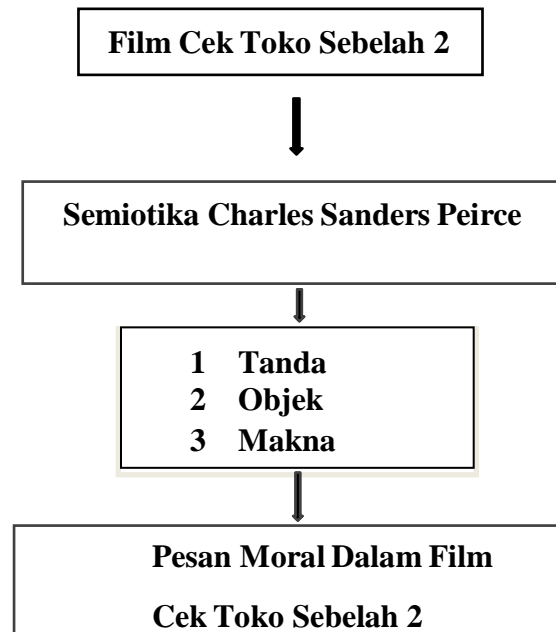 Film Cek Toko Sebelah 2
Semiotika Charles Sanders Peirce
1 Tanda
2 Objek
3 Makna
Pesan Moral Dalam Film
Cek Toko Sebelah 2